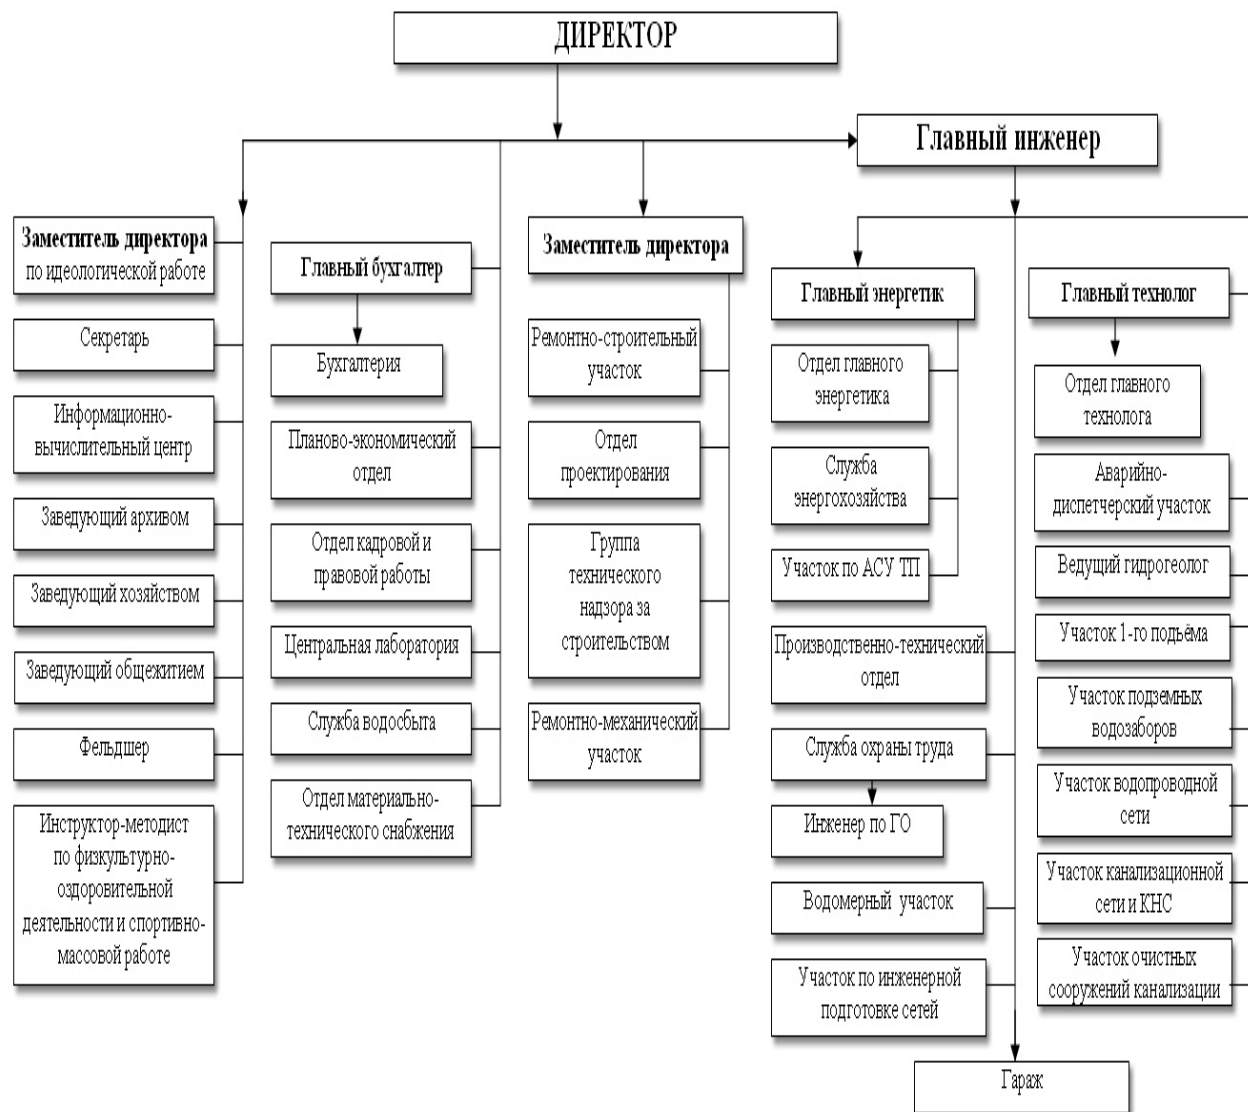 ДИРЕКТОР
Главный инженер
Заместитель директора
по идеологической работе
Секретарь
Информационно-
вычислительный центр
Заведующий архивом
Заведующий хозяйством
Заведующий общежитием
Фельдшер
Инструктор-методист
по физкультурно-
оздоровительной
деятельности и спортивно-
массовой работе
Главный бухгалтер
Бухгалтерия
Планово-экономический
отдел
Отдел кадровой и
правовой работы
Центральная лаборатория
Служба водосбыта
Отдел материально-
технического снабжения
Заместитель директора
Ремонтно-строительный
участок
Отдел
проектирования
Группа
технического
надзора за
строительством
Ремонтно-механический
участок
Главный энергетик
Отдел главного
энергетика
Служба
энергохозяйства
Участок по АСУ ТП
Производственно-технический
отдел
Служба охраны труда
Инженер по ГО
Водомерный участок
Участок по инженерной
подготовке сетей
Главный технолог
Отдел главного
технолога
Аварийно-
диспетчерский участок
Ведущий гидрогеолог
Участок 1-го подъёма
Участок подземных
водозаборов
Участок водопроводной
сети
Участок канализационной
сети и КНС
Участок очистных
сооружений канализации
Гараж